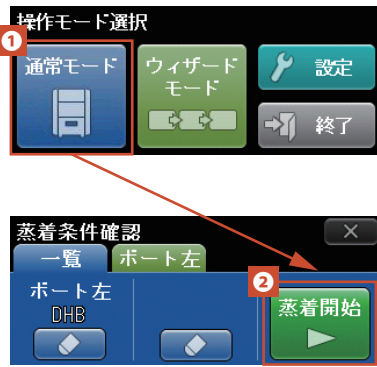 操作モード選択
1
通常モード
ウィザード
モード
設定
終了
蒸着条件確認
一覧
ボート左
ボート左
DHB
2
蒸着開始